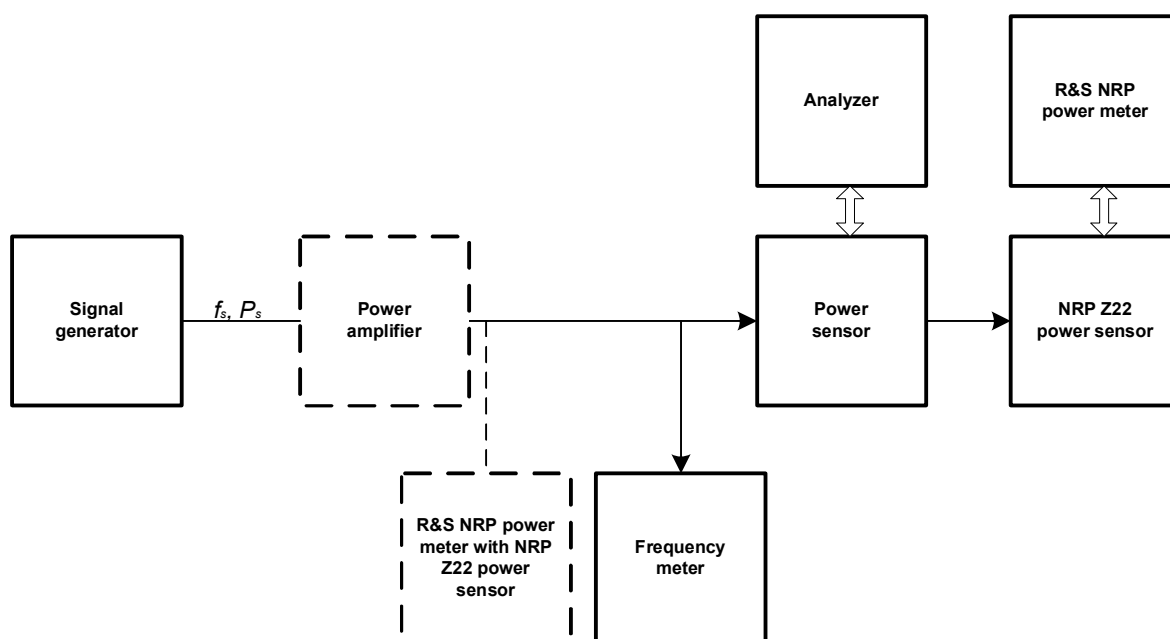 Analyzer
R&S NRP
power meter
Signal
generator
fs, Ps
Power
amplifier
Power
sensor
NRP Z22
power sensor
R&S NRP power
meter with NRP
Z22 power
sensor
Frequency
meter